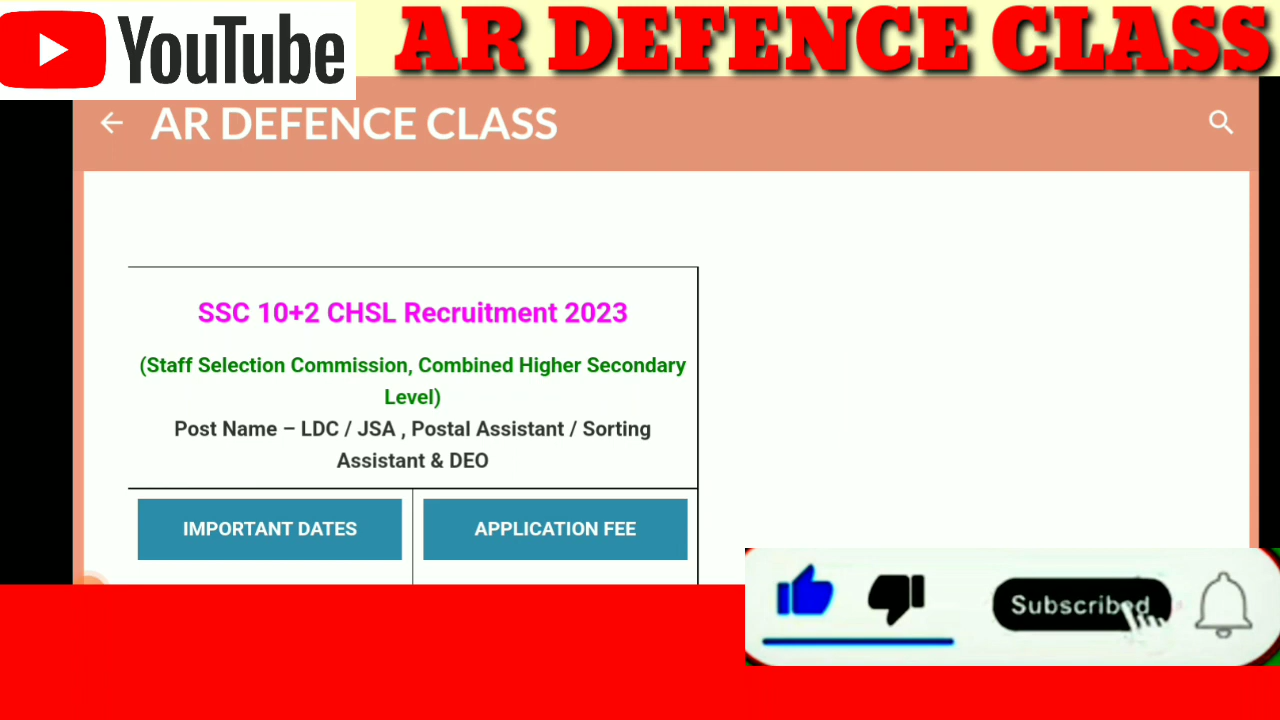 YouTube
AR DEFENCE CLASS
AR DEFENCE CLASS
SSC 10+2 CHSL Recruitment 2023
(Staff Selection Commission, Combined Higher Secondary
Level)
Post Name – LDC / JSA , Postal Assistant / Sorting
Assistant & DEO
IMPORTANT DATES
APPLICATION FEE
Subscribed